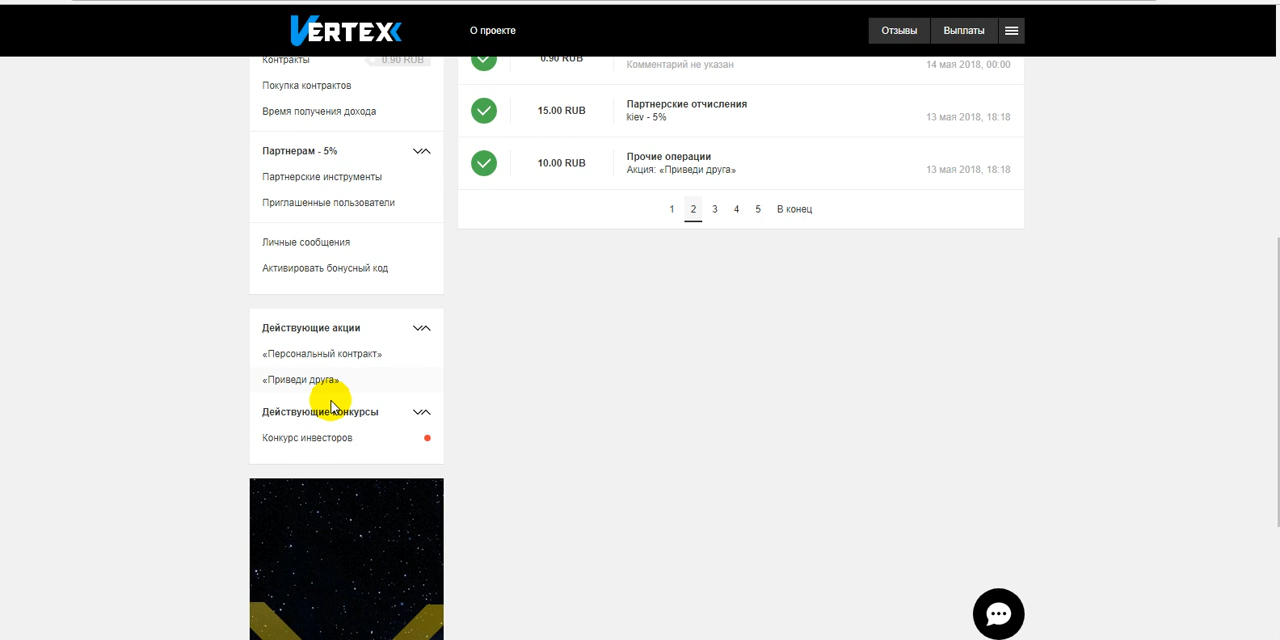 VERTEX
О проекте
Отзывы
Выплаты
Контракты
0.90 RUB
Покупка контрактов
Время получения дохода
Партнерам - 5%
Партнерские инструменты
Приглашенные пользователи
Личные сообщения
Активировать бонусный код
Действующие акции
«Персональный контракт»
«Приведи друга»
Действующие конкурсы
Конкурс инвесторов
0.90 RUB
Комментарий не указан
14 мая 2018, 00:00
15.00 RUB
Партнерские отчисления
kiev - 5%
13 мая 2018, 18:18
10.00 RUB
Прочие операции
Акция: «Приведи друга»
13 мая 2018, 18:18
1 2 3 4 5 В конец